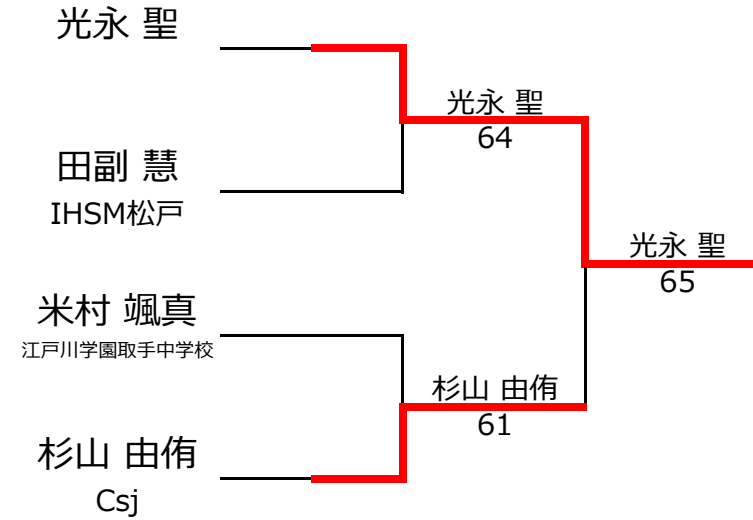 光永 聖
光永 聖
64
田副 慧
IHSM松戸
光永 聖
65
米村 颯真
江戸川学園取手中学校
杉山 由侑
61
杉山 由侑
Csj